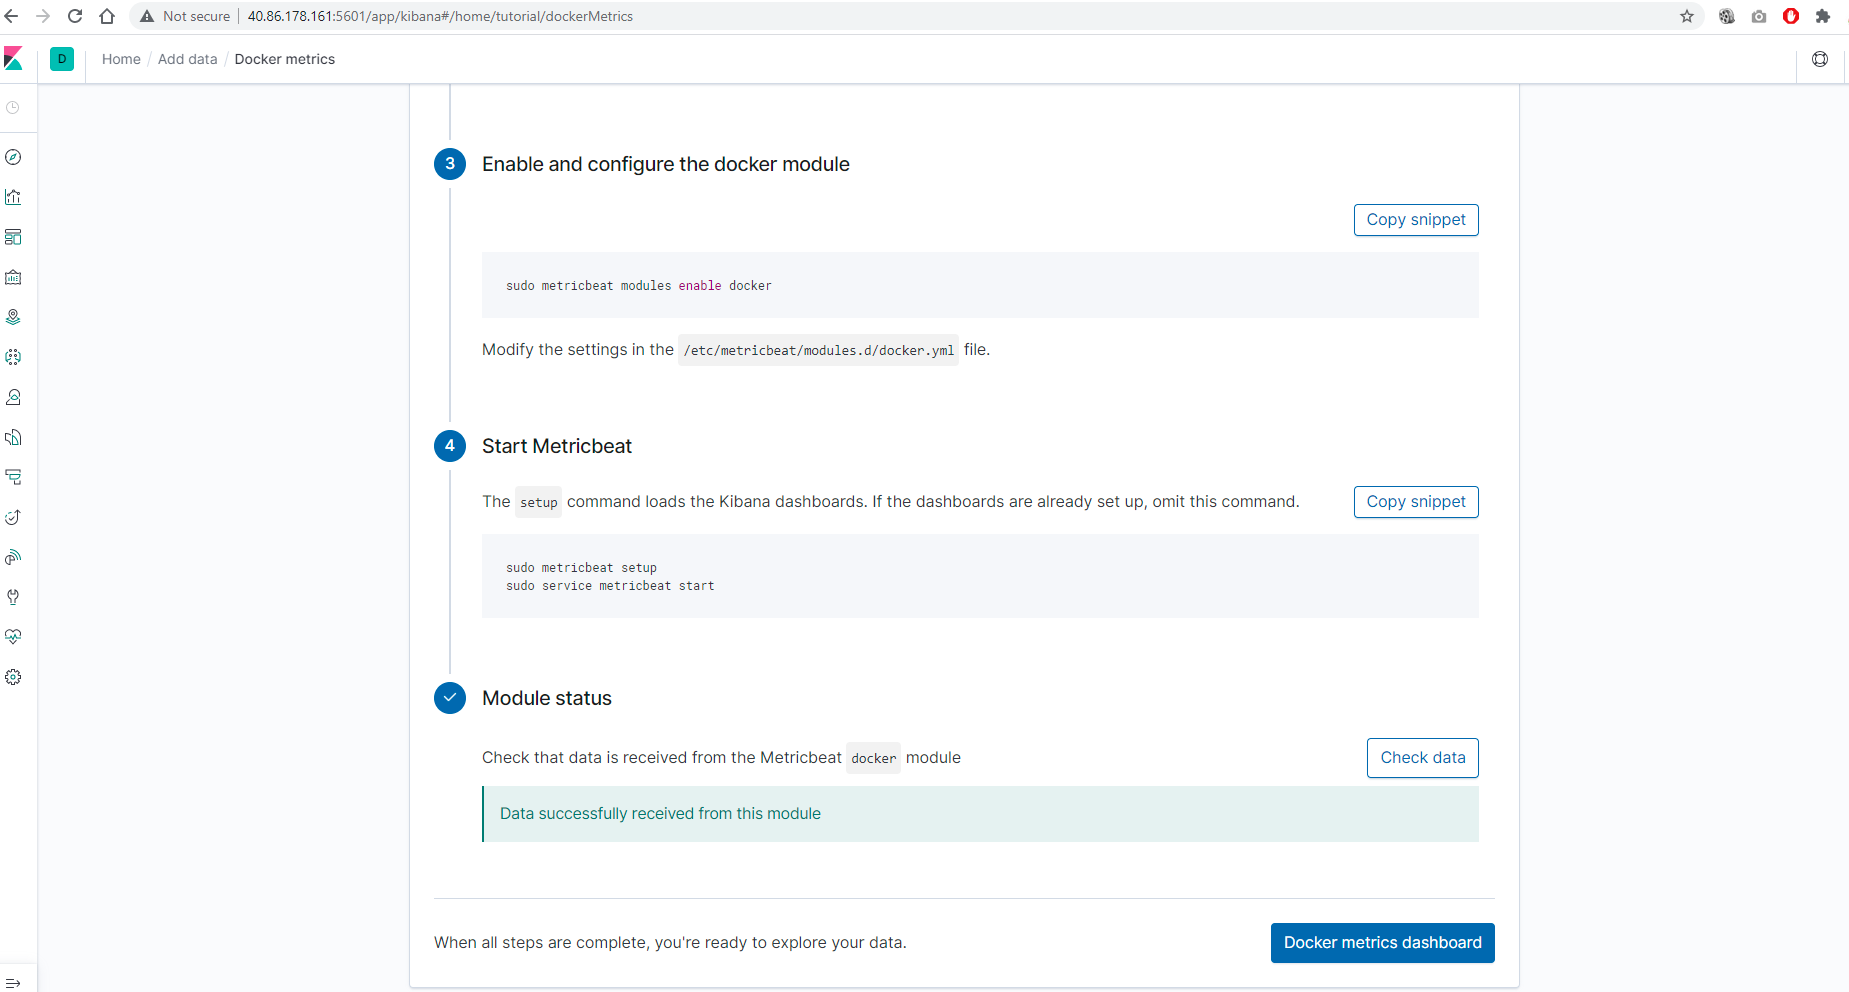 Not secure
40.86.178.161:5601/app/kibana#/home/tutorial/dockerMetrics
D
Home / Add data / Docker metrics
3
Enable and configure the docker module
Copy snippet
sudo metricbeat modules enable docker
Modify the settings in the /etc/metricbeat/modules.d/docker.yml file.
4
Start Metricbeat
The setup command loads the Kibana dashboards. If the dashboards are already set up, omit this command.
Copy snippet
sudo metricbeat setup
sudo service metricbeat start
Module status
Check that data is received from the Metricbeat docker module
Check data
Data successfully received from this module
When all steps are complete, you're ready to explore your data.
Docker metrics dashboard